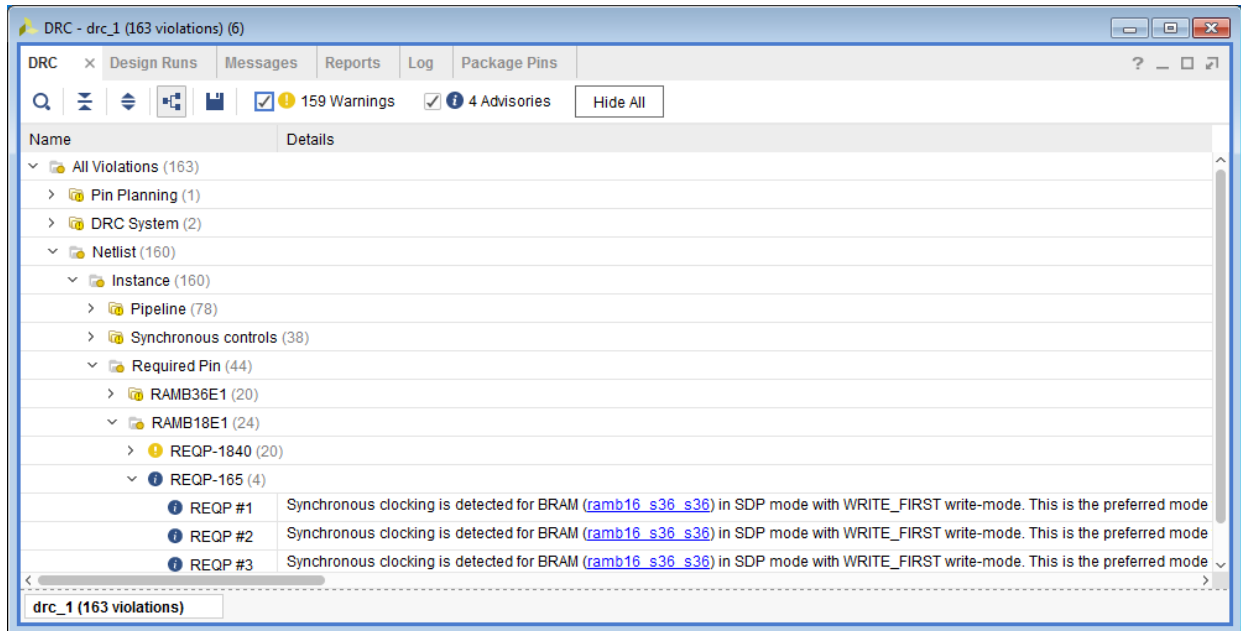 DRC - drc_1 (163 violations) (6)
DRC × Design Runs Messages Reports Log Package Pins ?
159 Warnings 4 Advisories Hide All
Name Details
All Violations (163)
Pin Planning (1)
DRC System (2)
Netlist (160)
Instance (160)
Pipeline (78)
Synchronous controls (38)
Required Pin (44)
RAMB36E1 (20)
RAMB18E1 (24)
REQP-1840 (20)
REQP-165 (4)
REQP #1 Synchronous clocking is detected for BRAM (ramb16_s36_s36) in SDP mode with WRITE_FIRST write-mode. This is the preferred mode
REQP #2 Synchronous clocking is detected for BRAM (ramb16_s36_s36) in SDP mode with WRITE_FIRST write-mode. This is the preferred mode
REQP #3 Synchronous clocking is detected for BRAM (ramb16_s36_s36) in SDP mode with WRITE_FIRST write-mode. This is the preferred mode
drc_1 (163 violations)